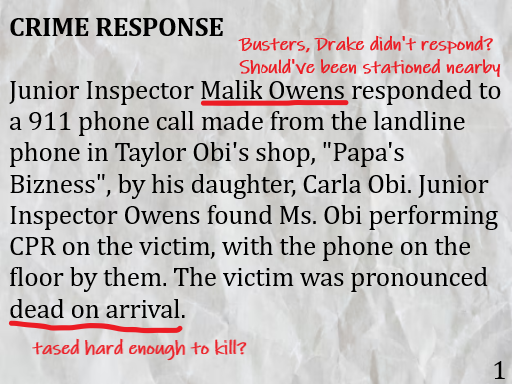 CRIME RESPONSE
Busters, Drake didn't respond?
Should've been stationed nearby
Junior Inspector Malik Owens responded to
a 911 phone call made from the landline
phone in Taylor Obi's shop, "Papa's
Bizness", by his daughter, Carla Obi. Junior
Inspector Owens found Ms. Obi performing
CPR on the victim, with the phone on the
floor by them. The victim was pronounced
dead on arrival.
tased hard enough to kill?
1